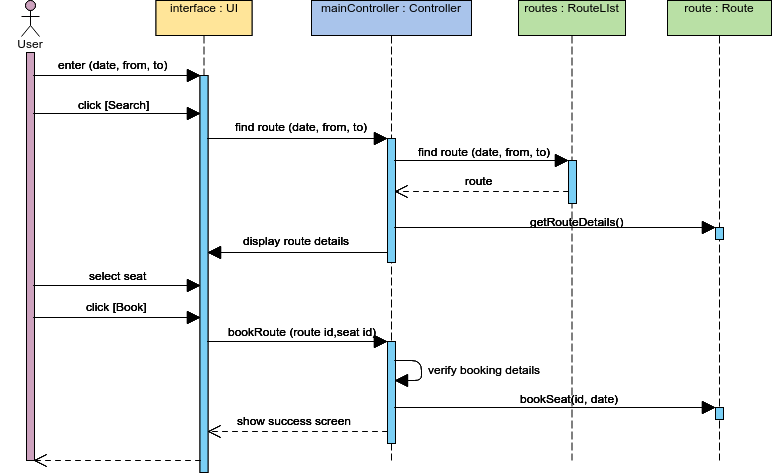 interface : UI
mainController : Controller
routes : RouteLIst
route : Route
User
enter (date, from, to)
click [Search]
find route (date, from, to)
find route (date, from, to)
route
getRouteDetails()
display route details
select seat
click [Book]
bookRoute (route id,seat id)
verify booking details
bookSeat(id, date)
show success screen